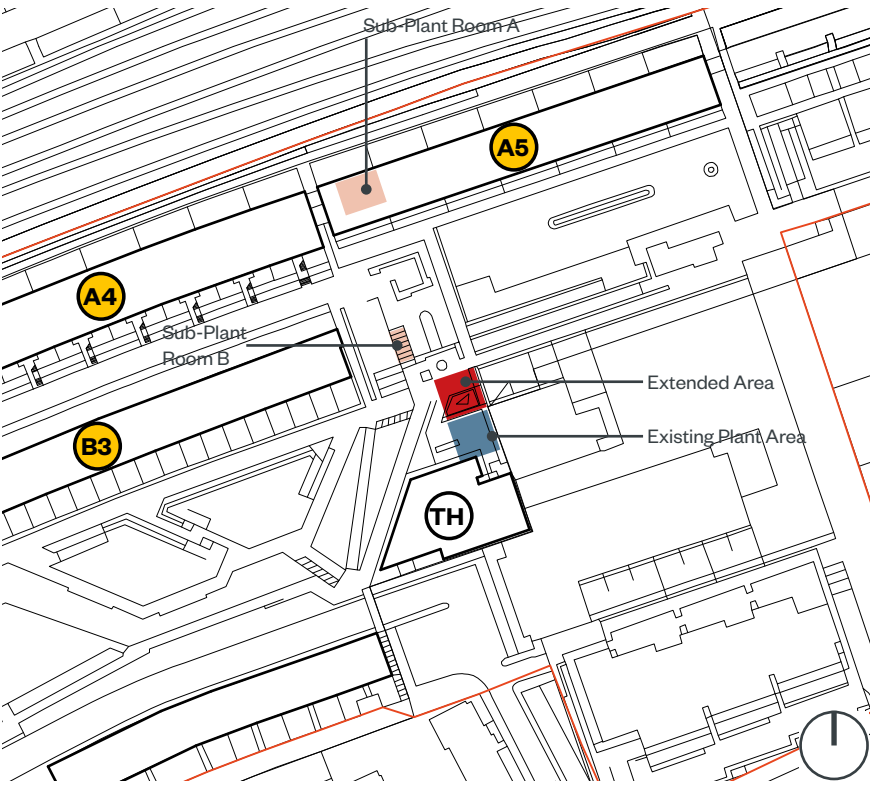 Sub-Plant Room A
A5
A4
Sub-Plant
Room B
Extended Area
B3
Existing Plant Area
TH